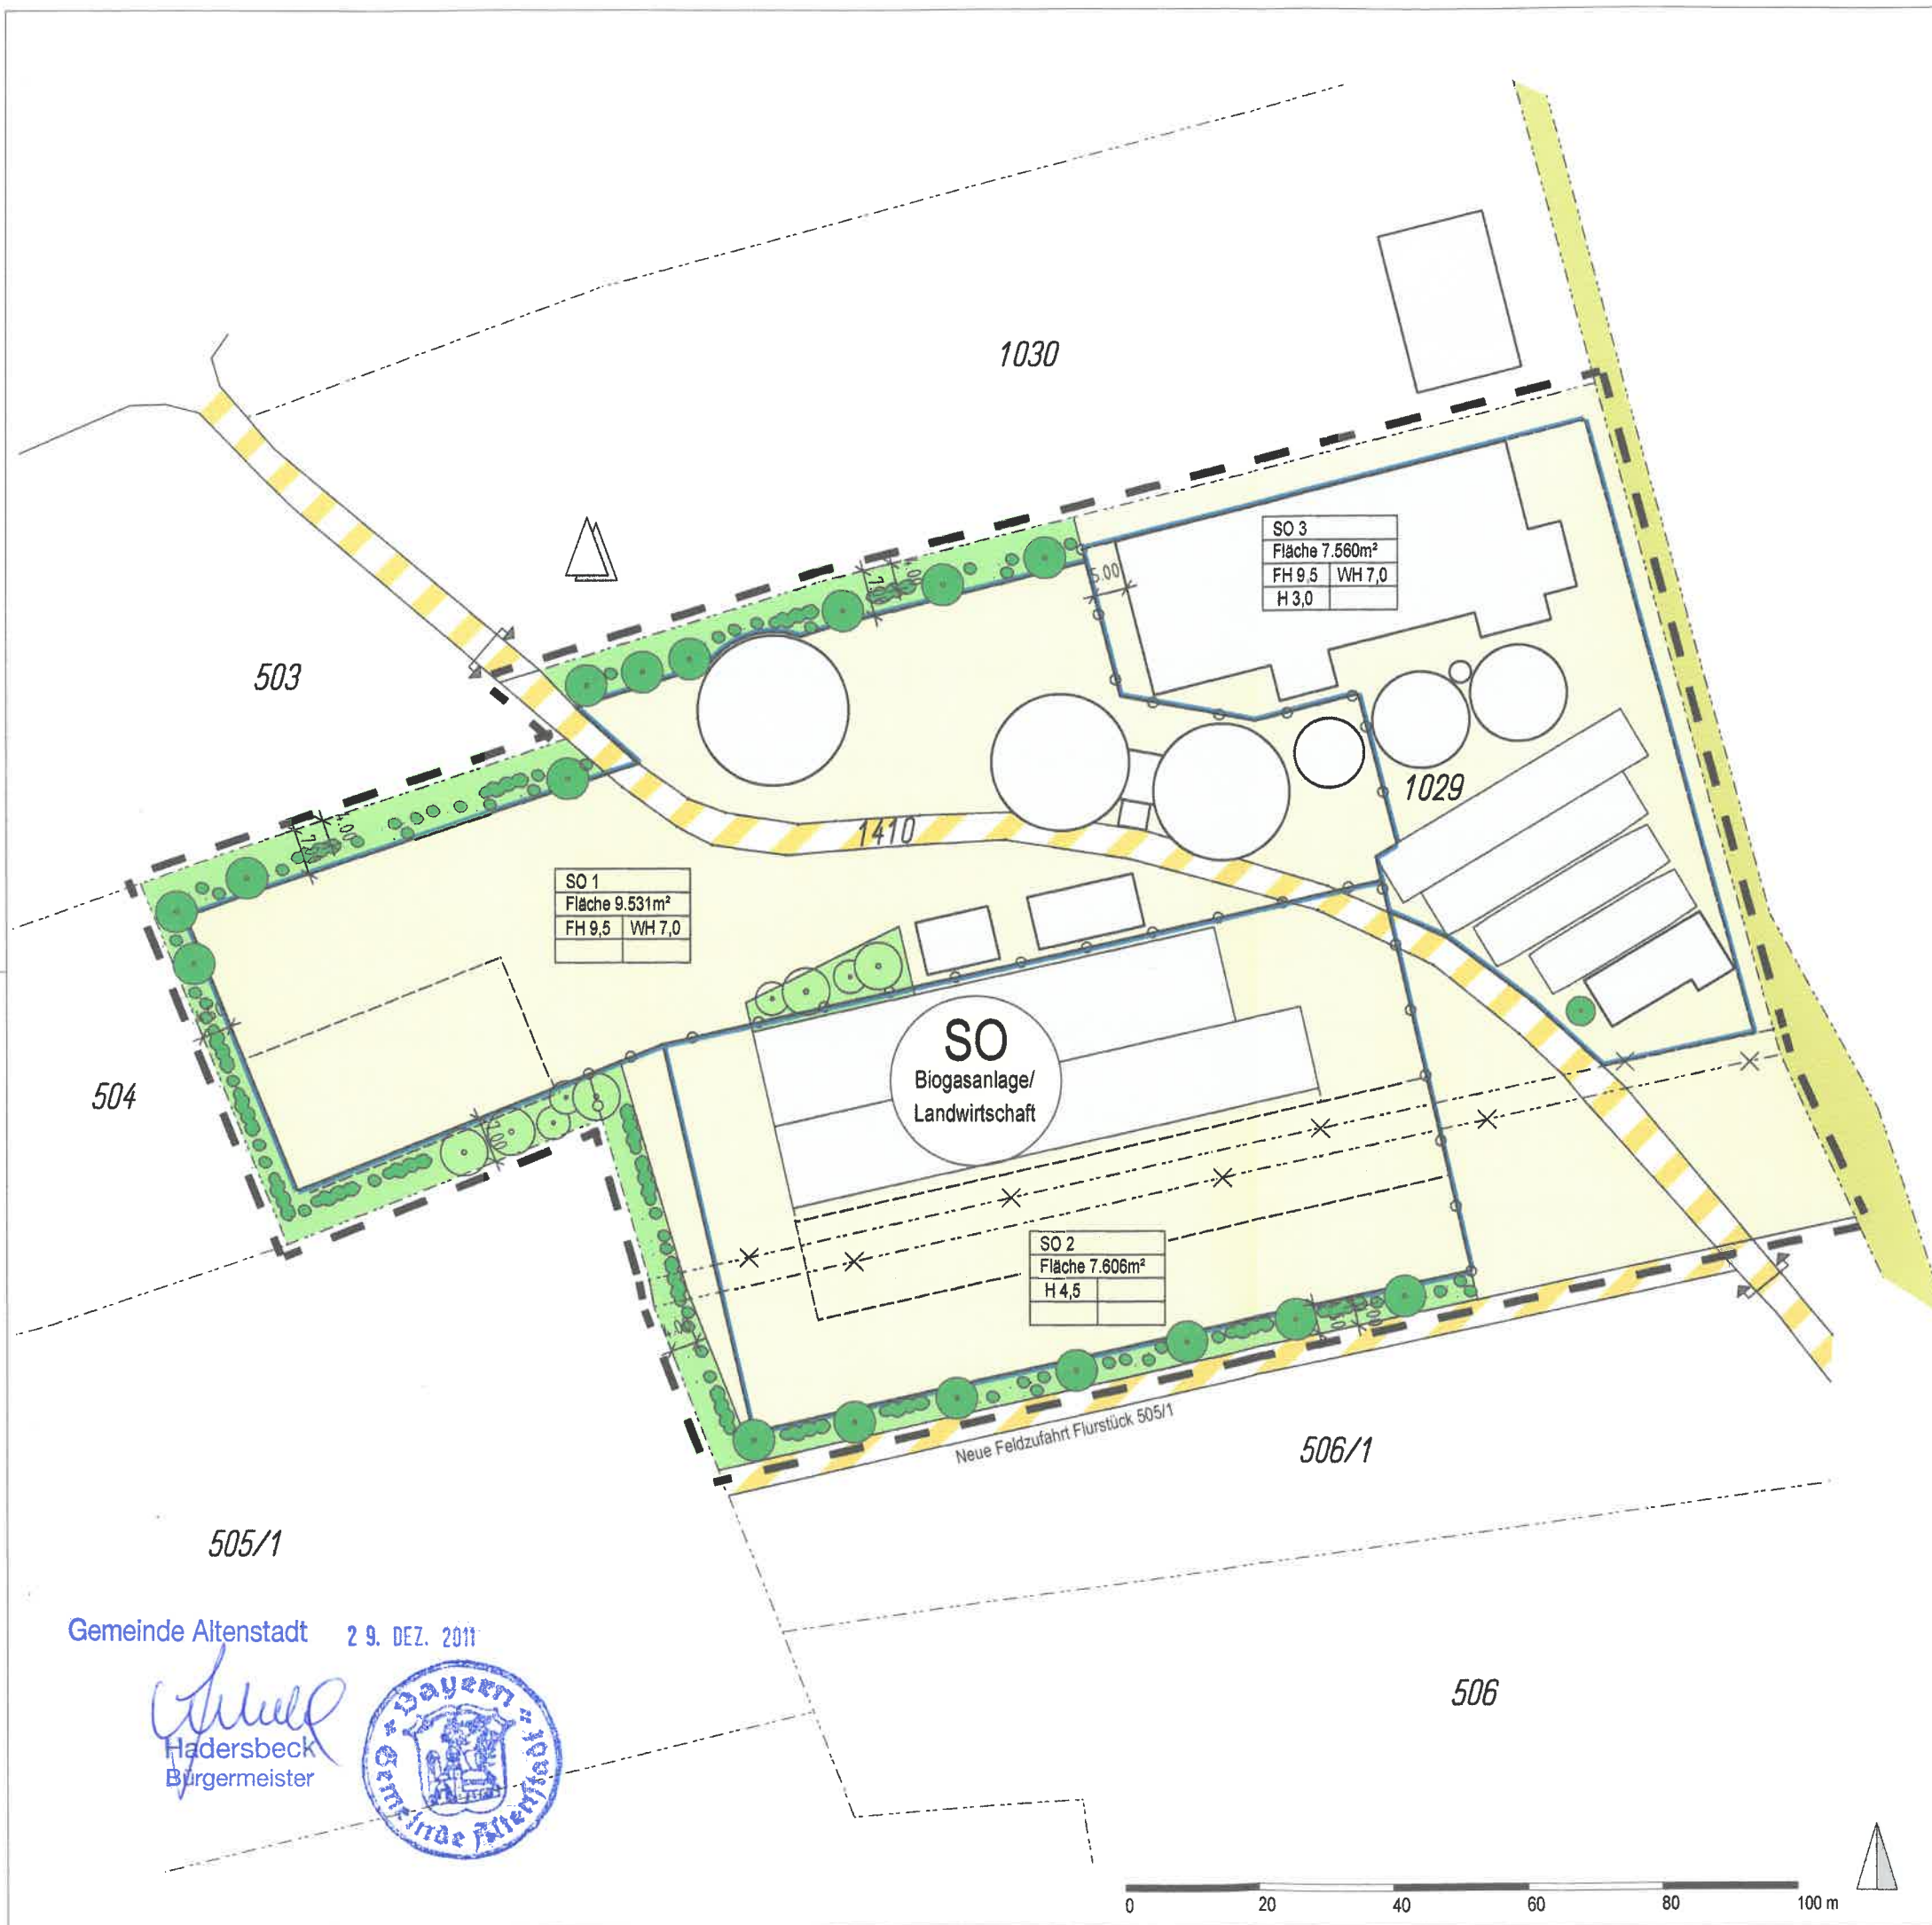 1030
SO 3
Fläche 7.560m²
FH 9,5 WH 7,0
H 3,0
5.00
503
1029
1410
SO 1
Fläche 9.531m²
FH 9,5 WH 7,0
SO
Biogasanlage/
Landwirtschaft
504
SO 2
Fläche 7.606m²
H 4,5
Neue Feldzufahrt Flurstück 505/1
506/1
505/1
Gemeinde Altenstadt 29. DEZ. 2011
Hadersbeck
Bürgermeister
Bayern
Gemeinde Altenstadt
506
0 20 40 60 80 100 m